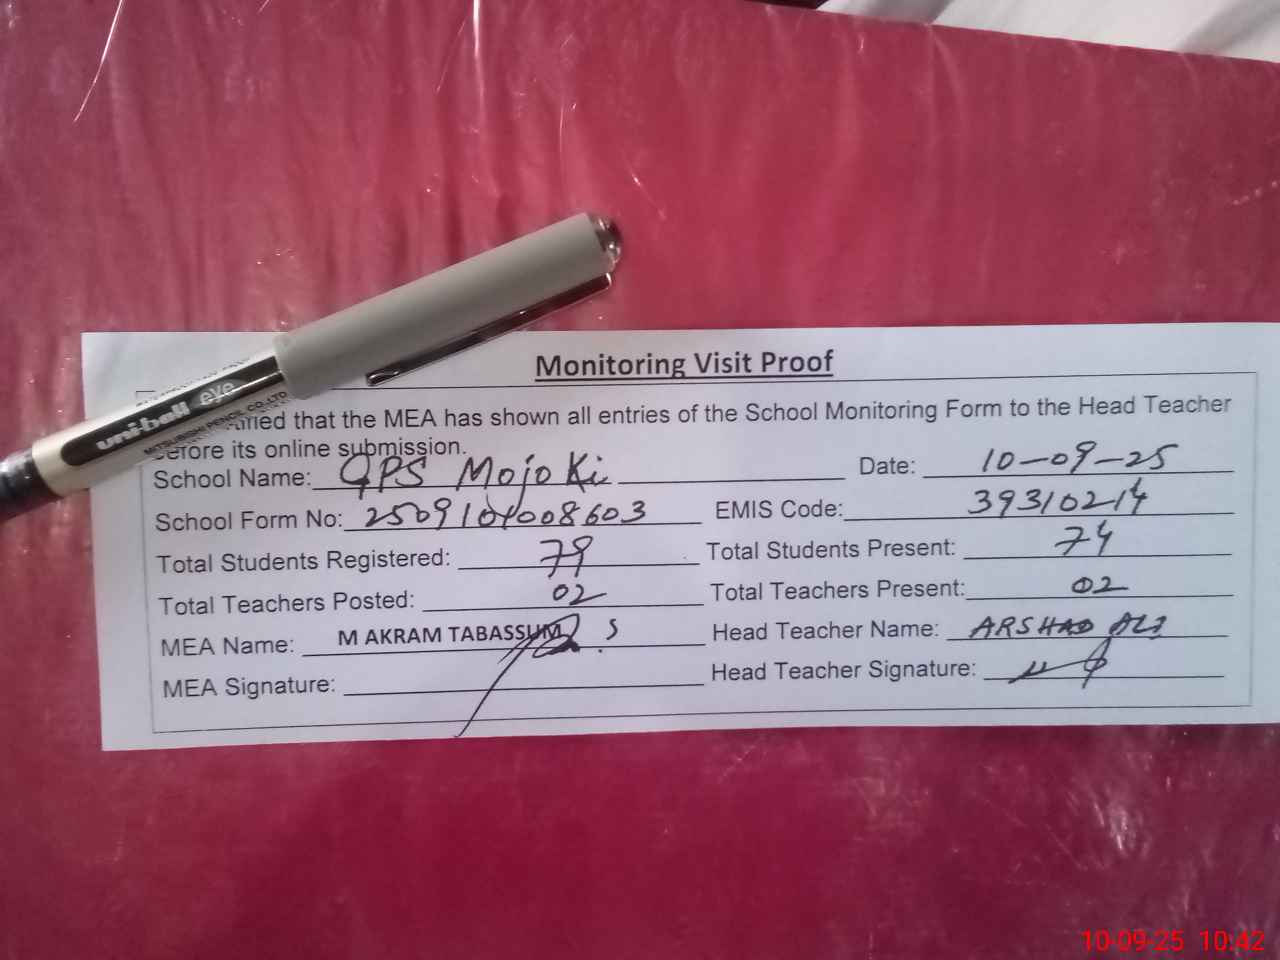 Monitoring Visit Proof
that the MEA has shown all entries of the School Monitoring Form to the Head Teacher
before its online submission.
School Name: GPS Mojo Ki Date: 10-09-25
School Form No: 2509104008603 EMIS Code: 39310214
Total Students Registered: 79 Total Students Present: 74
Total Teachers Posted: 02 Total Teachers Present: 02
MEA Name: M AKRAM TABASSUM Head Teacher Name: ARSHAD ALI
MEA Signature: Head Teacher Signature:
uni-ball eye
MITSUBISHI PENCIL CO.,LTD
10-09-25 10:42